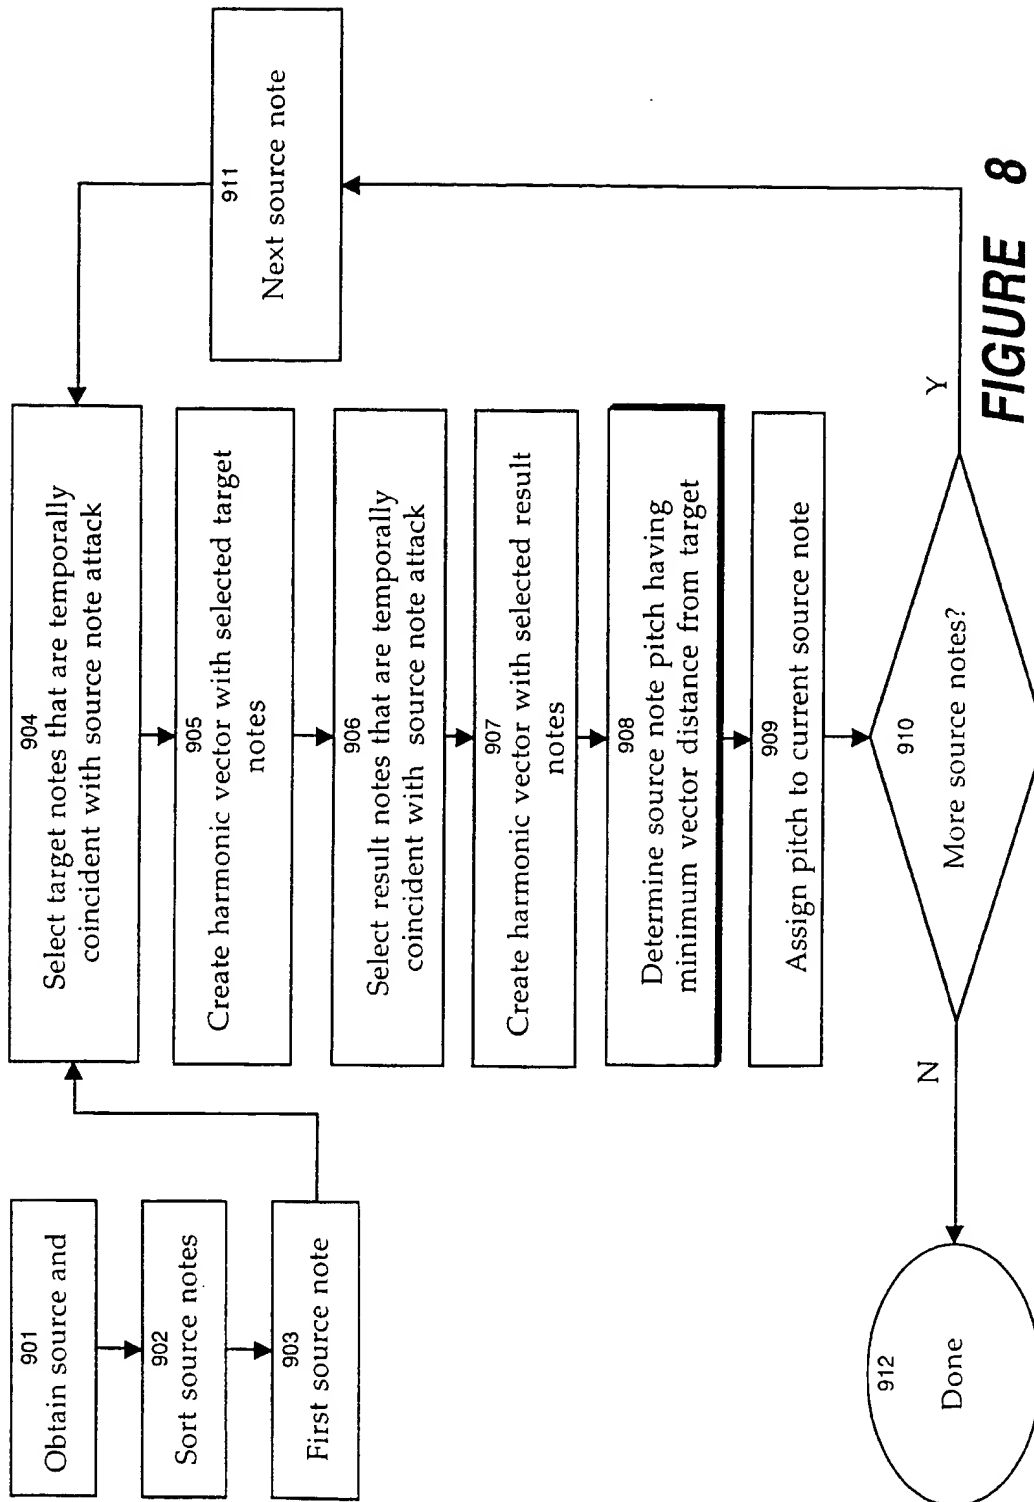 901
Obtain source and
902
Sort source notes
903
First source note
904
Select target notes that are temporally
coincident with source note attack
905
Create harmonic vector with selected target
notes
906
Select result notes that are temporally
coincident with source note attack
907
Create harmonic vector with selected result
notes
908
Determine source note pitch having
minimum vector distance from target
909
Assign pitch to current source note
910
More source notes?
N
Y
911
Next source note
912
Done
FIGURE 8